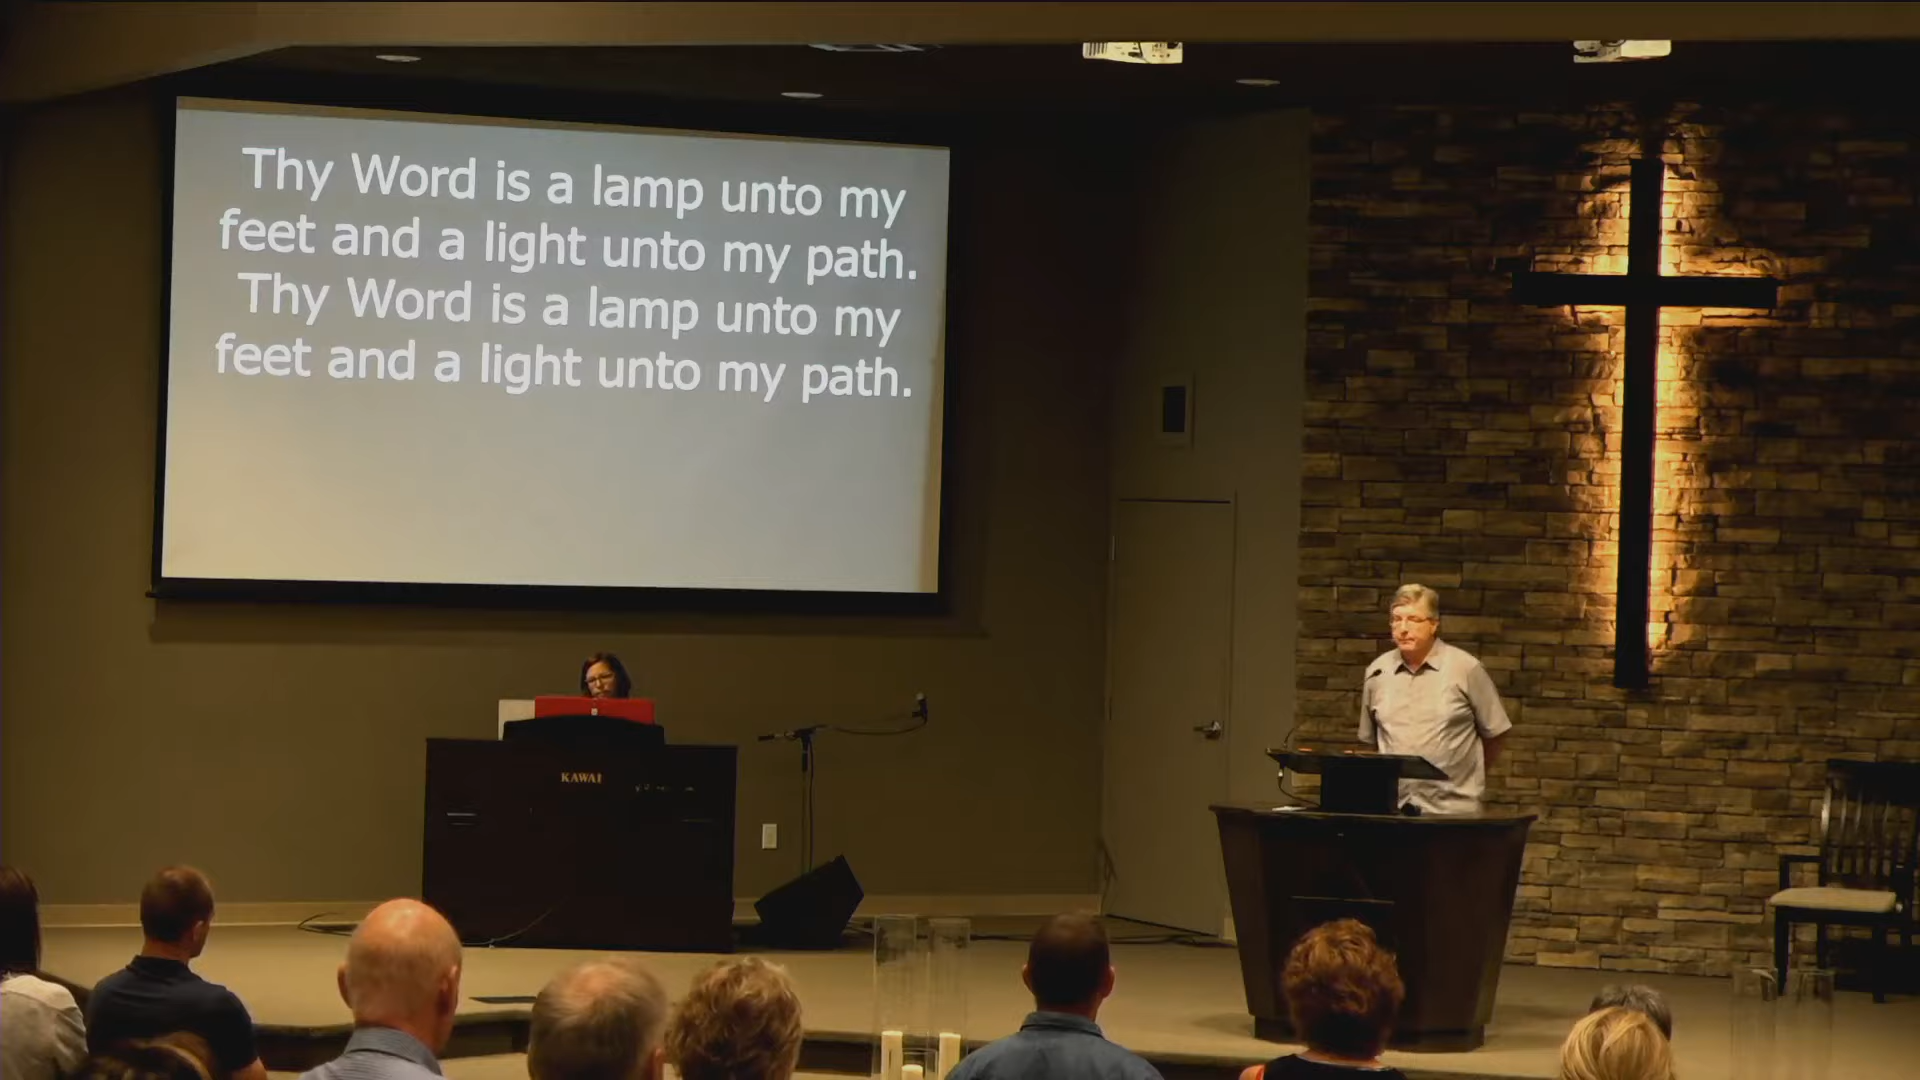 Thy Word is a lamp unto my
feet and a light unto my path.
Thy Word is a lamp unto my
feet and a light unto my path.
KAWAI